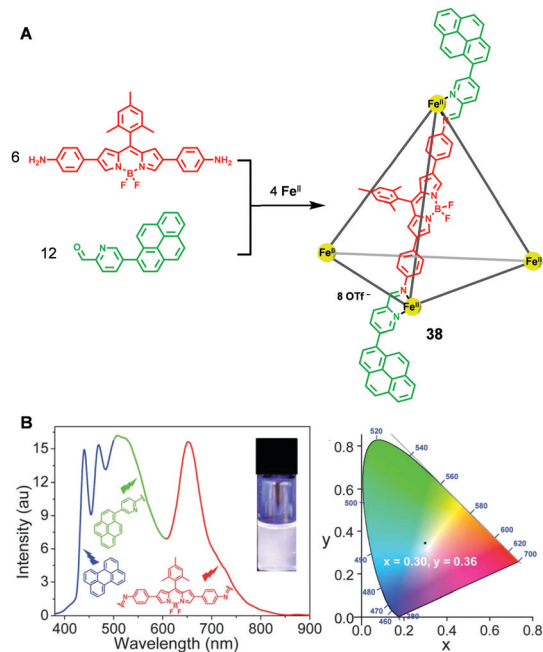 A
6
H₂N
NH₂
N
N
B
F
F
4 Feᴵᴵ
12
O
N
Feᴵᴵ
N
N
N
B
F
N
F
Feᴵᴵ
Feᴵᴵ
8 OTf⁻
N
Feᴵᴵ
N
38
B
Intensity (au)
15
12
9
6
3
0
400 500 600 700 800 900
Wavelength (nm)
N
N
N
N
B
F F
N
y
0.8
0.6
0.4
0.2
0.0
0.0 0.2 0.4 0.6 0.8
x
520
540
560
580
600
620
700
500
490
480
470
460
380
x = 0.30, y = 0.36